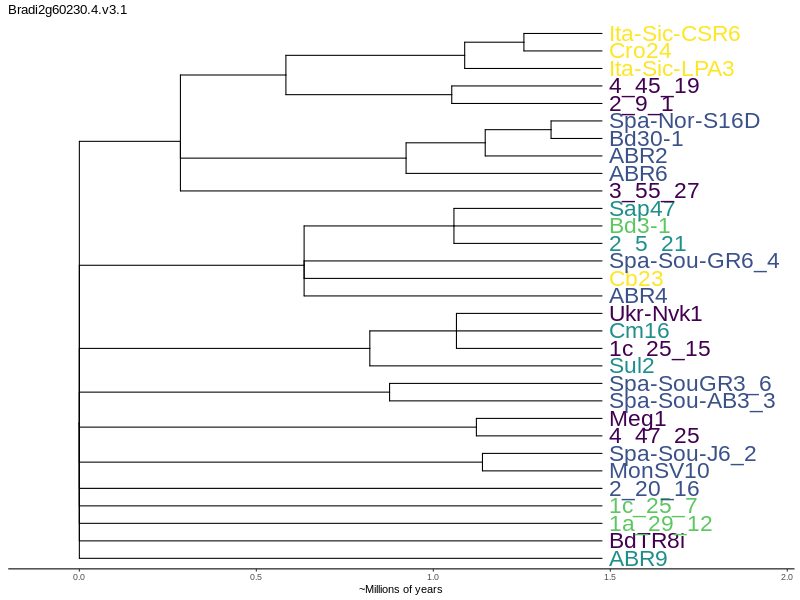 Bradi2g60230.4.v3.1
Ita-Sic-CSR6
Cro24
Ita-Sic-LPA3
4_45_19
2_9_1
Spa-Nor-S16D
Bd30-1
ABR2
ABR6
3_55_27
Sap47
Bd3-1
2_5_21
Spa-Sou-GR6_4
Cp23
ABR4
Ukr-Nvk1
Cm16
1c_25_15
Sul2
Spa-SouGR3_6
Spa-Sou-AB3_3
Meg1
4_47_25
Spa-Sou-J6_2
MonSV10
2_20_16
1c_25_7
1a_29_12
BdTR8i
ABR9
0.0 0.5 1.0 1.5 2.0
~Millions of years